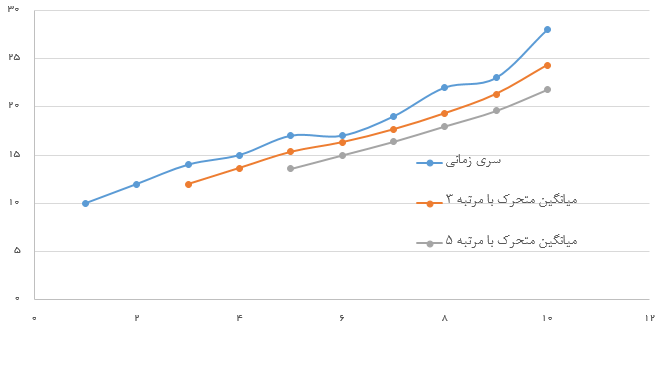 ۳۰
۲۵
۲۰
۱۵
۱۰
۵
۰
۰ ۲ ۴ ۶ ۸ ۱۰ ۱۲
سری زمانی
میانگین متحرک با مرتبه ۳
میانگین متحرک با مرتبه ۵